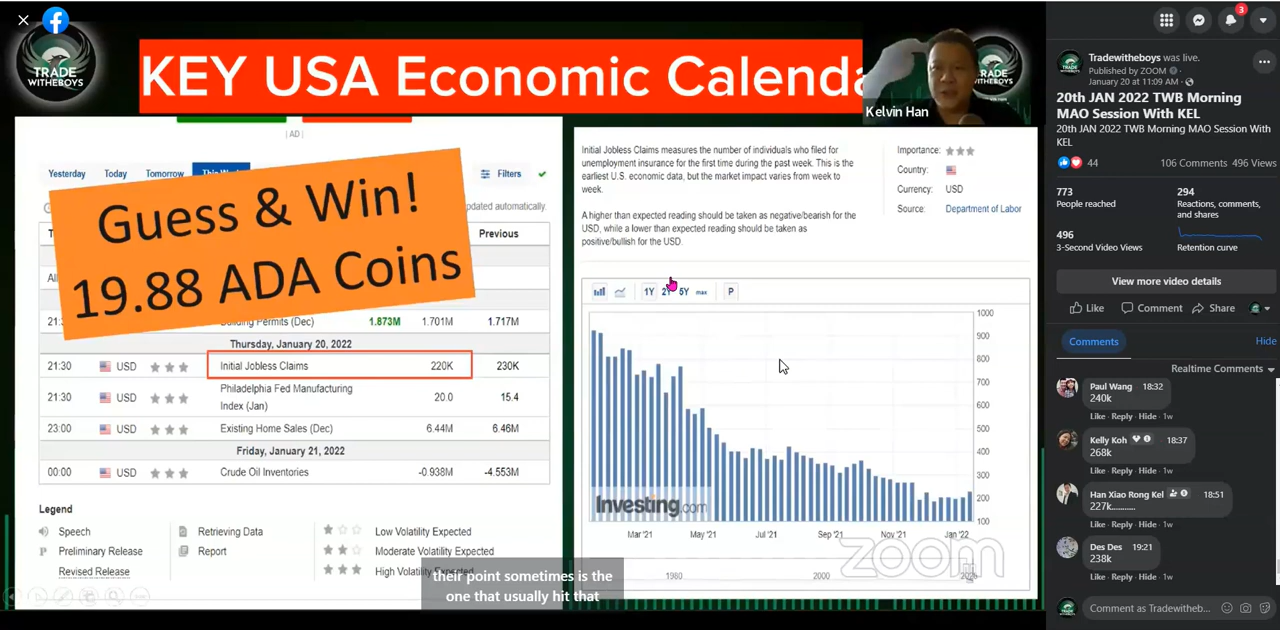 TRADE
WITHEBOYS
KEY USA Economic Calenda
Kelvin Han
[ AD ]
Yesterday
Today
Tomorrow
Filters
updated automatically.
Guess & Win!
19.88 ADA Coins
Previous
Building Permits (Dec) 1.873M 1.701M 1.717M
Thursday, January 20, 2022
21:30 USD Initial Jobless Claims 220K 230K
21:30 USD Philadelphia Fed Manufacturing
Index (Jan) 20.0 15.4
23:00 USD Existing Home Sales (Dec) 6.44M 6.46M
Friday, January 21, 2022
00:00 USD Crude Oil Inventories -0.938M -4.553M
Legend
Speech
Retrieving Data
Low Volatility Expected
P Preliminary Release
Report
Moderate Volatility Expected
Revised Release
High Volatility
their point sometimes is the
one that usually hit that
Initial Jobless Claims measures the number of individuals who filed for
unemployment insurance for the first time during the past week. This is the
earliest U.S. economic data, but the market impact varies from week to
week.
A higher than expected reading should be taken as negative/bearish for the
USD, while a lower than expected reading should be taken as
positive/bullish for the USD.
Importance:
Country:
Currency: USD
Source: Department of Labor
1Y 5Y max P
1000
900
800
700
600
500
400
300
200
100
Investing.com
Mar '21 May '21 Jul '21 Sep '21 Nov '21 Jan '22
zoom
1980 2000
3
Tradewitheboys was live.
Published by ZOOM
January 20 at 11:09 AM
20th JAN 2022 TWB Morning
MAO Session With KEL
20th JAN 2022 TWB Morning MAO Session With
KEL
44 106 Comments 496 Views
773
People reached
294
Reactions, comments,
and shares
496
3-Second Video Views
Retention curve
View more video details
Like Comment Share
Comments
Hide
Realtime Comments
Paul Wang 18:32
240k
Like · Reply · Hide · 1w
Kelly Koh 18:37
268k
Like · Reply · Hide · 1w
Han Xiao Rong Kel 18:51
227k...........
Like · Reply · Hide · 1w
Des Des 19:21
238k
Like · Reply · Hide · 1w
Comment as Tradewitheb...